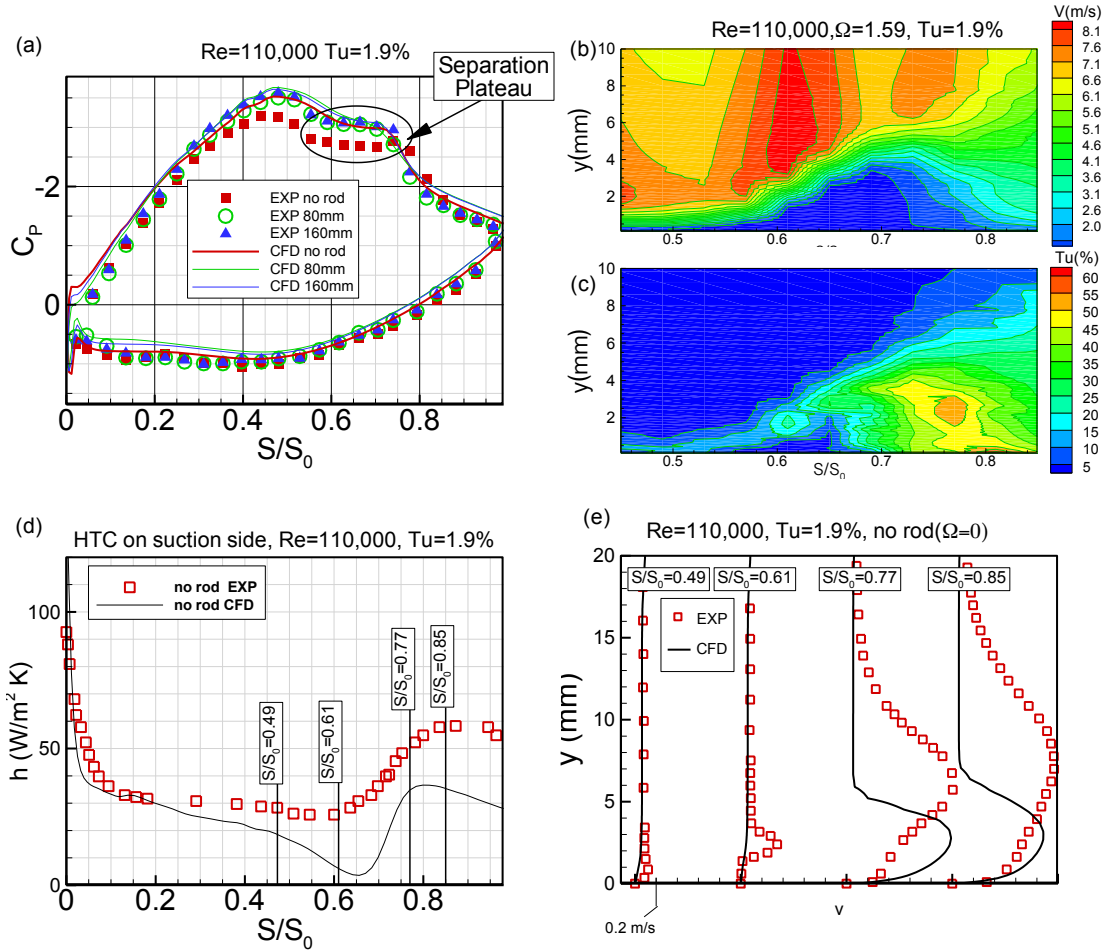 (a)
Re=110,000 Tu=1.9%
Separation
Plateau
-2
0
C_P
EXP no rod
EXP 80mm
EXP 160mm
CFD no rod
CFD 80mm
CFD 160mm
0 0.2 0.4 0.6 0.8
S/S_0
Re=110,000,Ω=1.59, Tu=1.9%
(b)
10
8
6
4
2
y(mm)
0.5 0.6 0.7 0.8
V(m/s)
8.1
7.6
7.1
6.6
6.1
5.6
5.1
4.6
4.1
3.6
3.1
2.6
2.0
(c)
10
8
6
4
2
y(mm)
0.5 0.6 0.7 0.8
S/S_0
Tu(%)
60
55
50
45
40
35
30
25
20
15
10
5
(d)
HTC on suction side, Re=110,000, Tu=1.9%
no rod EXP
no rod CFD
100
50
0
h (W/m² K)
S/S_0=0.49
S/S_0=0.61
S/S_0=0.77
S/S_0=0.85
0 0.2 0.4 0.6 0.8
S/S_0
(e)
Re=110,000, Tu=1.9%, no rod(Ω=0)
20
15
10
5
0
y (mm)
S/S_0=0.49 S/S_0=0.61 S/S_0=0.77 S/S_0=0.85
EXP
CFD
v
0.2 m/s